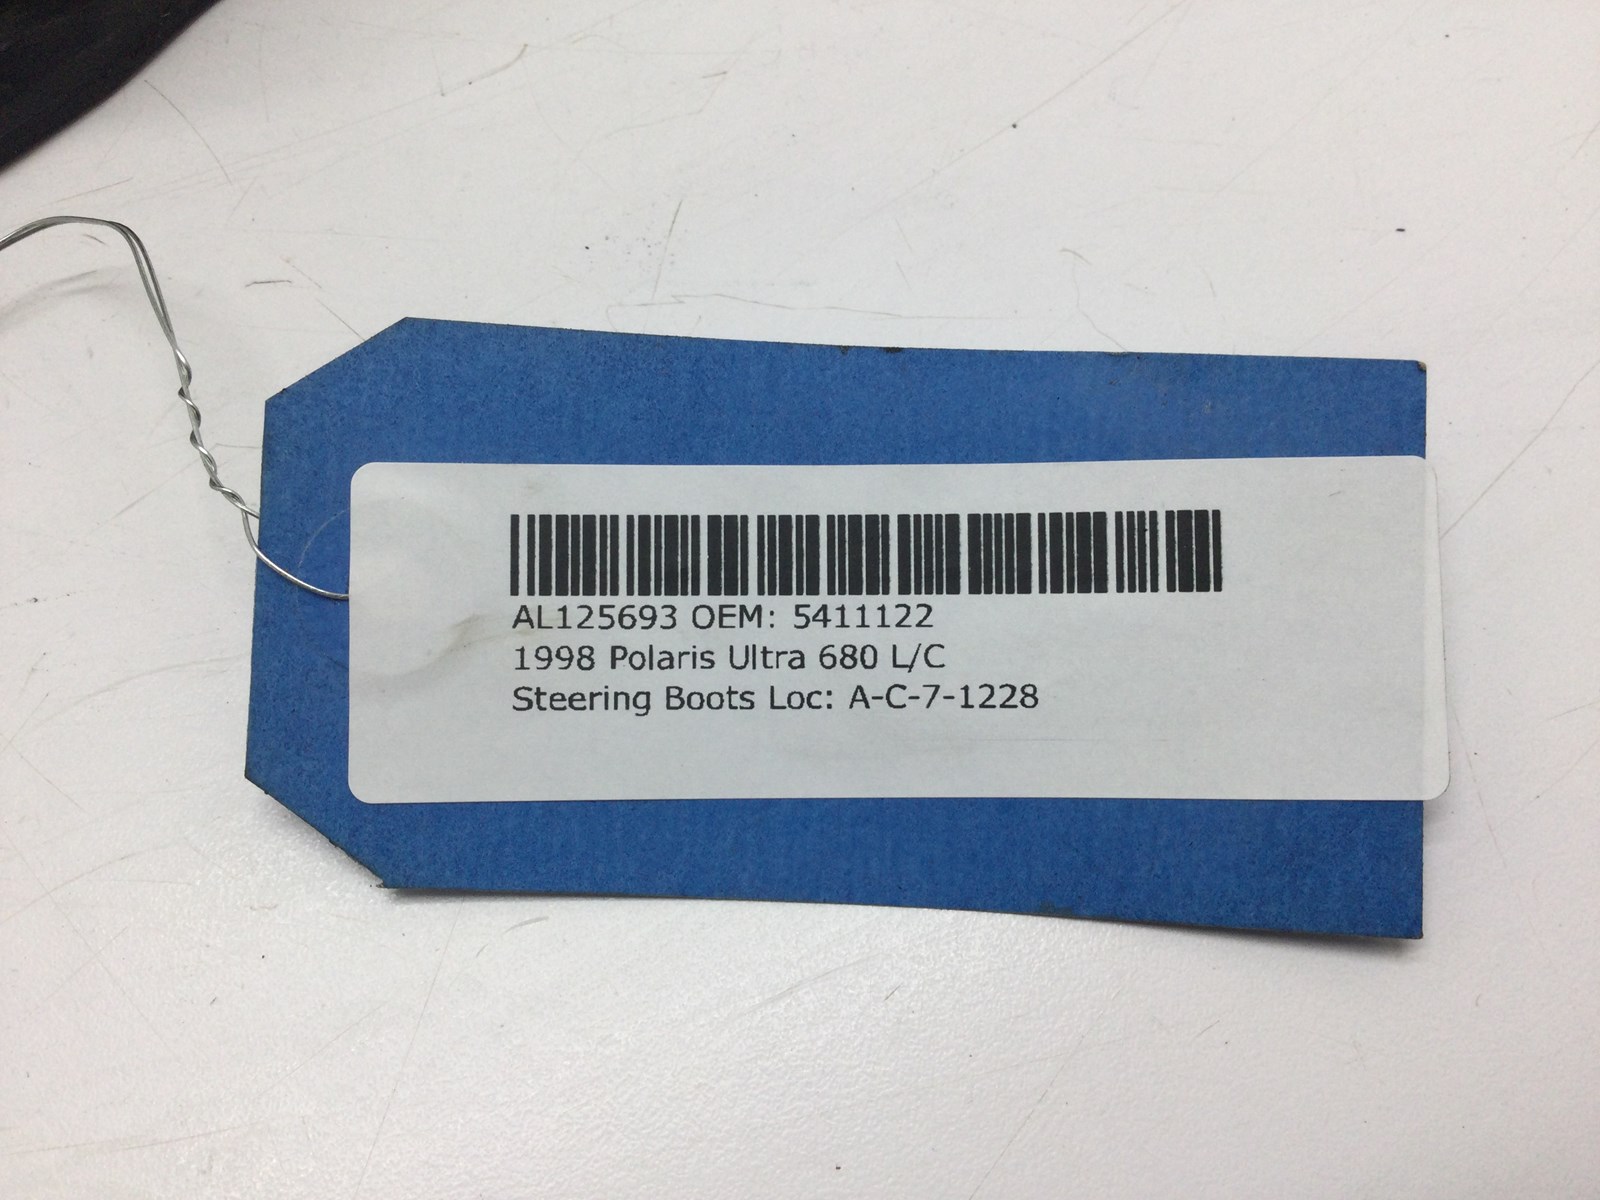 AL125693 OEM: 5411122
1998 Polaris Ultra 680 L/C
Steering Boots Loc: A-C-7-1228